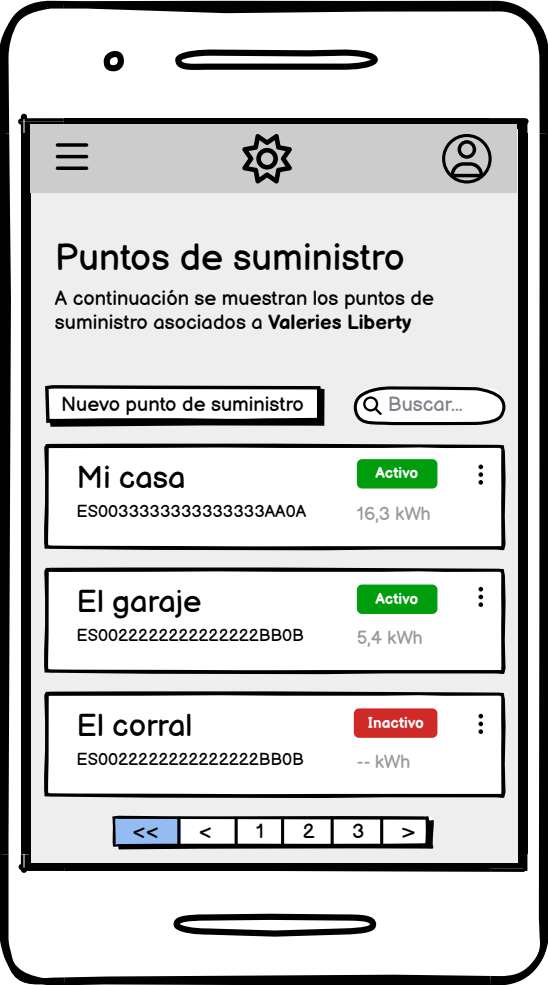 Puntos de suministro
A continuación se muestran los puntos de
suministro asociados a Valeries Liberty
Nuevo punto de suministro
Buscar...
Mi casa
Activo
ES0033333333333333AA0A
16,3 kWh
El garaje
Activo
ES0022222222222222BB0B
5,4 kWh
El corral
Inactivo
ES0022222222222222BB0B
-- kWh
<< < 1 2 3 >